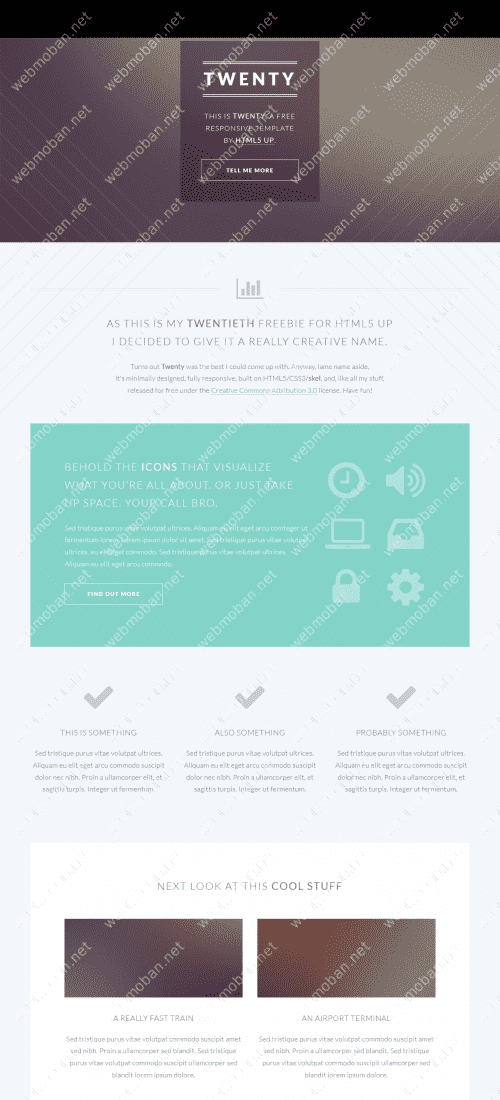 TWENTY
THIS IS TWENTY, A FREE
RESPONSIVE TEMPLATE
BY HTML5 UP.
TELL ME MORE
AS THIS IS MY TWENTIETH FREEBIE FOR HTML5 UP
I DECIDED TO GIVE IT A REALLY CREATIVE NAME.
Turns out Twenty was the best I could come up with. Anyway, lame name aside,
It's minimally designed, fully responsive, built on HTML5/CSS3/skel, and, like all my stuff,
released for free under the Creative Commons Attribution 3.0 license. Have fun!
BEHOLD THE ICONS THAT VISUALIZE
WHAT YOU'RE ALL ABOUT. OR JUST TAKE
UP SPACE. YOUR CALL BRO.
Sed tristique purus vitae volutpat ultrices. Aliquam eu elit eget arcu comteger ut
fermentum lorem. Lorem ipsum dolor sit amet. Sed tristique purus vitae volutpat
ultrices. eu elit eget commodo. Sed tristique purus vitae volutpat ultrices.
Aliquam eu elit eget arcu commodo.
FIND OUT MORE
THIS IS SOMETHING
Sed tristique purus vitae volutpat ultrices.
Aliquam eu elit eget arcu commodo suscipit
dolor nec nibh. Proin a ullamcorper elit, et
sagittis turpis. Integer ut fermentum.
ALSO SOMETHING
Sed tristique purus vitae volutpat ultrices.
Aliquam eu elit eget arcu commodo suscipit
dolor nec nibh. Proin a ullamcorper elit, et
sagittis turpis. Integer ut fermentum.
PROBABLY SOMETHING
Sed tristique purus vitae volutpat ultrices.
Aliquam eu elit eget arcu commodo suscipit
dolor nec nibh. Proin a ullamcorper elit, et
sagittis turpis. Integer ut fermentum.
NEXT LOOK AT THIS COOL STUFF
A REALLY FAST TRAIN
Sed tristique purus vitae volutpat commodo suscipit amet
sed nibh. Proin a ullamcorper sed blandit. Sed tristique
purus vitae volutpat commodo suscipit ullamcorper sed
blandit lorem ipsum dolore.
AN AIRPORT TERMINAL
Sed tristique purus vitae volutpat commodo suscipit amet
sed nibh. Proin a ullamcorper sed blandit. Sed tristique
purus vitae volutpat commodo suscipit ullamcorper sed
blandit lorem ipsum dolore.
webmoban.net